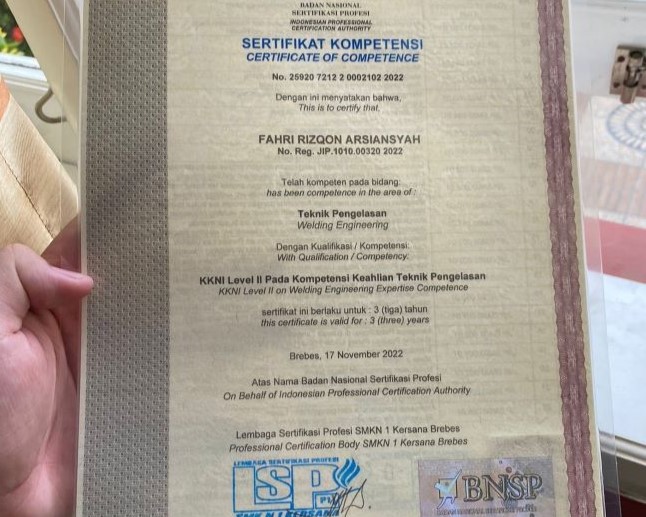 BADAN NASIONAL
SERTIFIKASI PROFESI
INDONESIAN PROFESSIONAL
CERTIFICATION AUTHORITY
SERTIFIKAT KOMPETENSI
CERTIFICATE OF COMPETENCE
No. 25920 7212 2 0002102 2022
Dengan ini menyatakan bahwa,
This is to certify that,
FAHRI RIZQON ARSIANSYAH
No. Reg. JIP.1010.00320 2022
Telah kompeten pada bidang:
has been competence in the area of :
Teknik Pengelasan
Welding Engineering
Dengan Kualifikasi / Kompetensi:
With Qualification / Competency:
KKNI Level II Pada Kompetensi Keahlian Teknik Pengelasan
KKNI Level II on Welding Engineering Expertise Competence
sertifikat ini berlaku untuk : 3 (tiga) tahun
this certificate is valid for : 3 (three) years
Brebes, 17 November 2022
Atas Nama Badan Nasional Sertifikasi Profesi
On Behalf of Indonesian Professional Certification Authority
Lembaga Sertifikasi Profesi SMKN 1 Kersana Brebes
Professional Certification Body SMKN 1 Kersana Brebes
LEMBAGA SERTIFIKASI PROFESI
LSP
P1
SMK N 1 KERSANA
BNSP